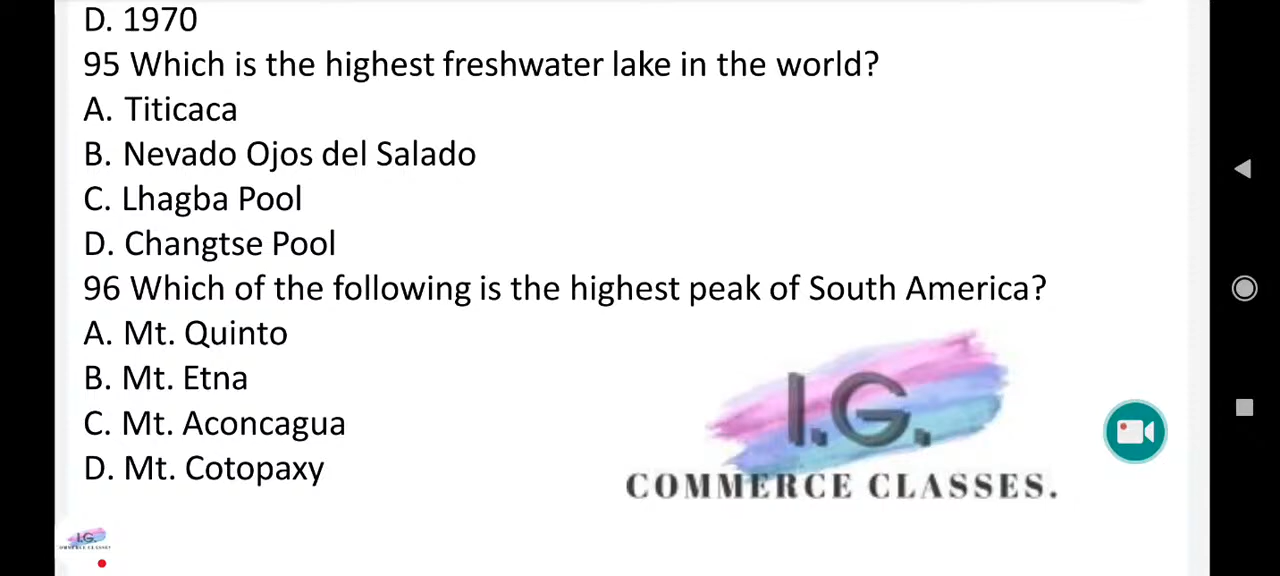 D. 1970
95 Which is the highest freshwater lake in the world?
A. Titicaca
B. Nevado Ojos del Salado
C. Lhagba Pool
D. Changtse Pool
96 Which of the following is the highest peak of South America?
A. Mt. Quinto
B. Mt. Etna
C. Mt. Aconcagua
D. Mt. Cotopaxy
I.G.
COMMERCE CLASSES.
I.G.